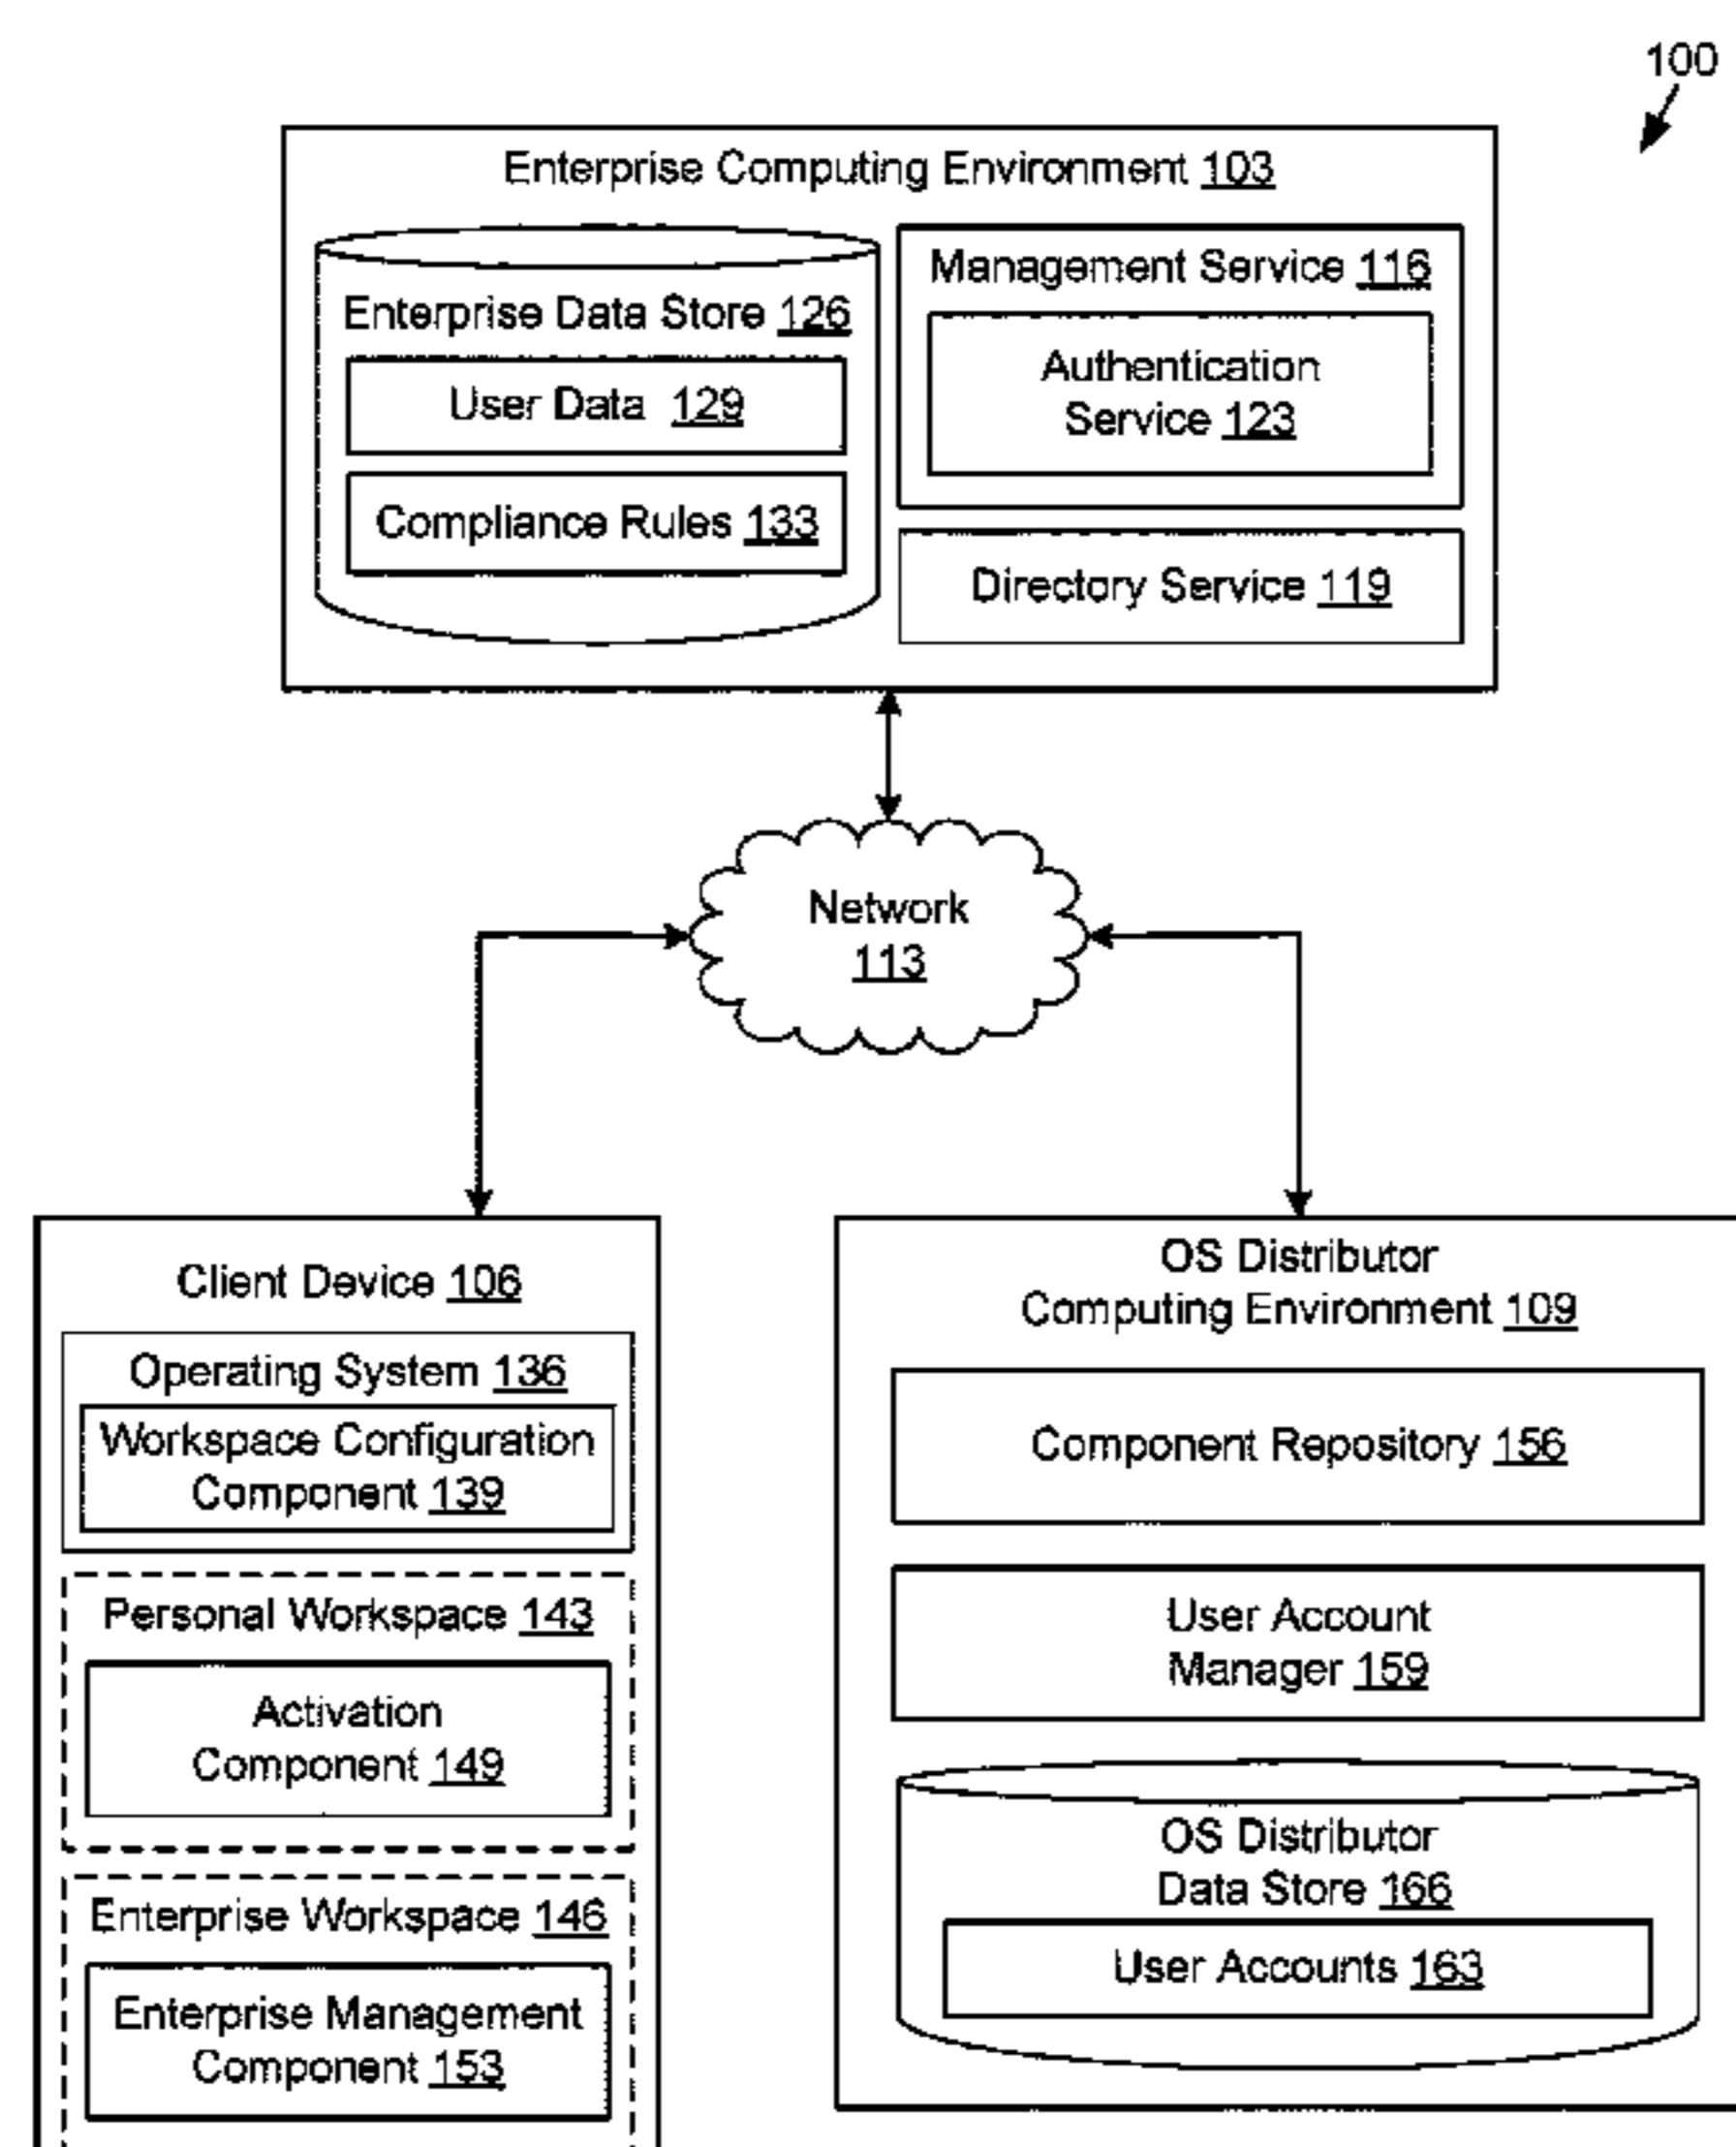 100
Enterprise Computing Environment 103
Enterprise Data Store 126
User Data 129
Compliance Rules 133
Management Service 116
Authentication
Service 123
Directory Service 119
Network
113
Client Device 106
Operating System 136
Workspace Configuration
Component 139
Personal Workspace 143
Activation
Component 149
Enterprise Workspace 146
Enterprise Management
Component 153
OS Distributor
Computing Environment 109
Component Repository 156
User Account
Manager 159
OS Distributor
Data Store 166
User Accounts 163